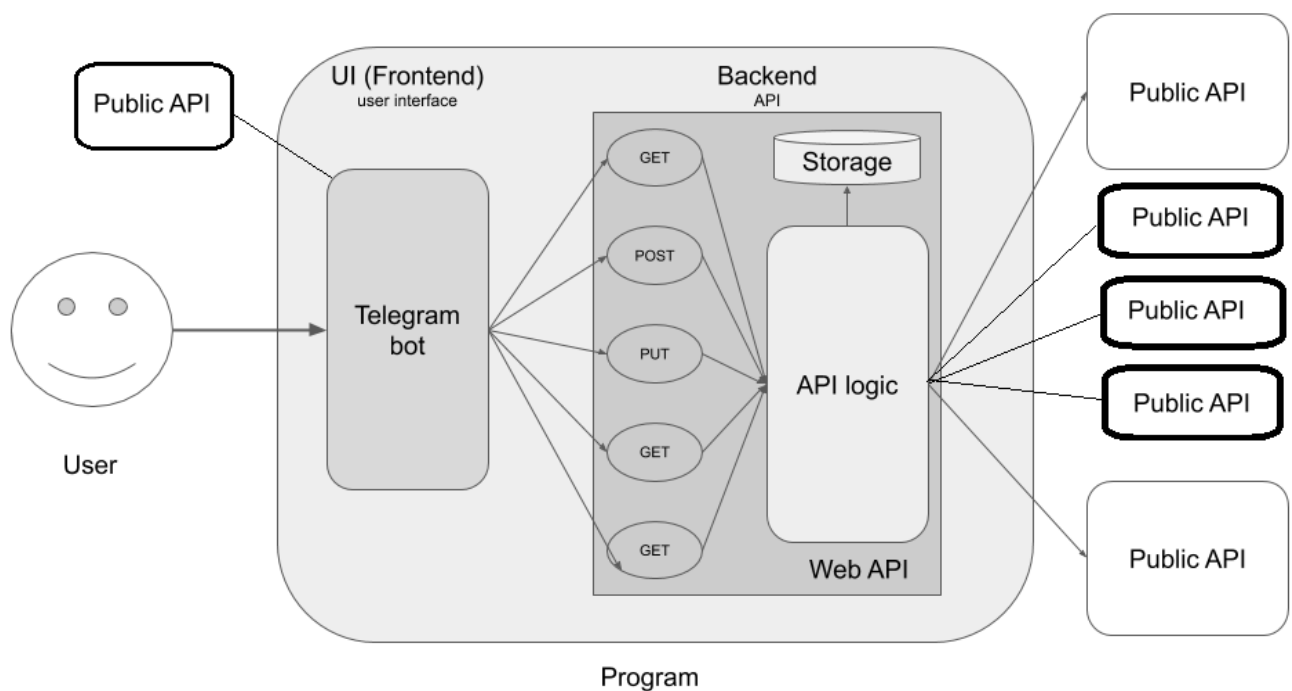 UI (Frontend)
user interface
Backend
API
Public API
Public API
GET
Storage
Public API
POST
Telegram
bot
Public API
PUT
API logic
Public API
User
GET
GET
Web API
Public API
Program